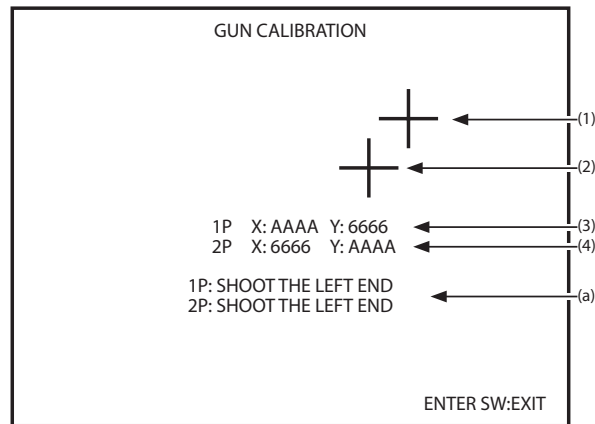 GUN CALIBRATION
(1)
(2)
1P X: AAAA Y: 6666 (3)
2P X: 6666 Y: AAAA (4)
1P: SHOOT THE LEFT END
2P: SHOOT THE LEFT END
(a)
ENTER SW:EXIT